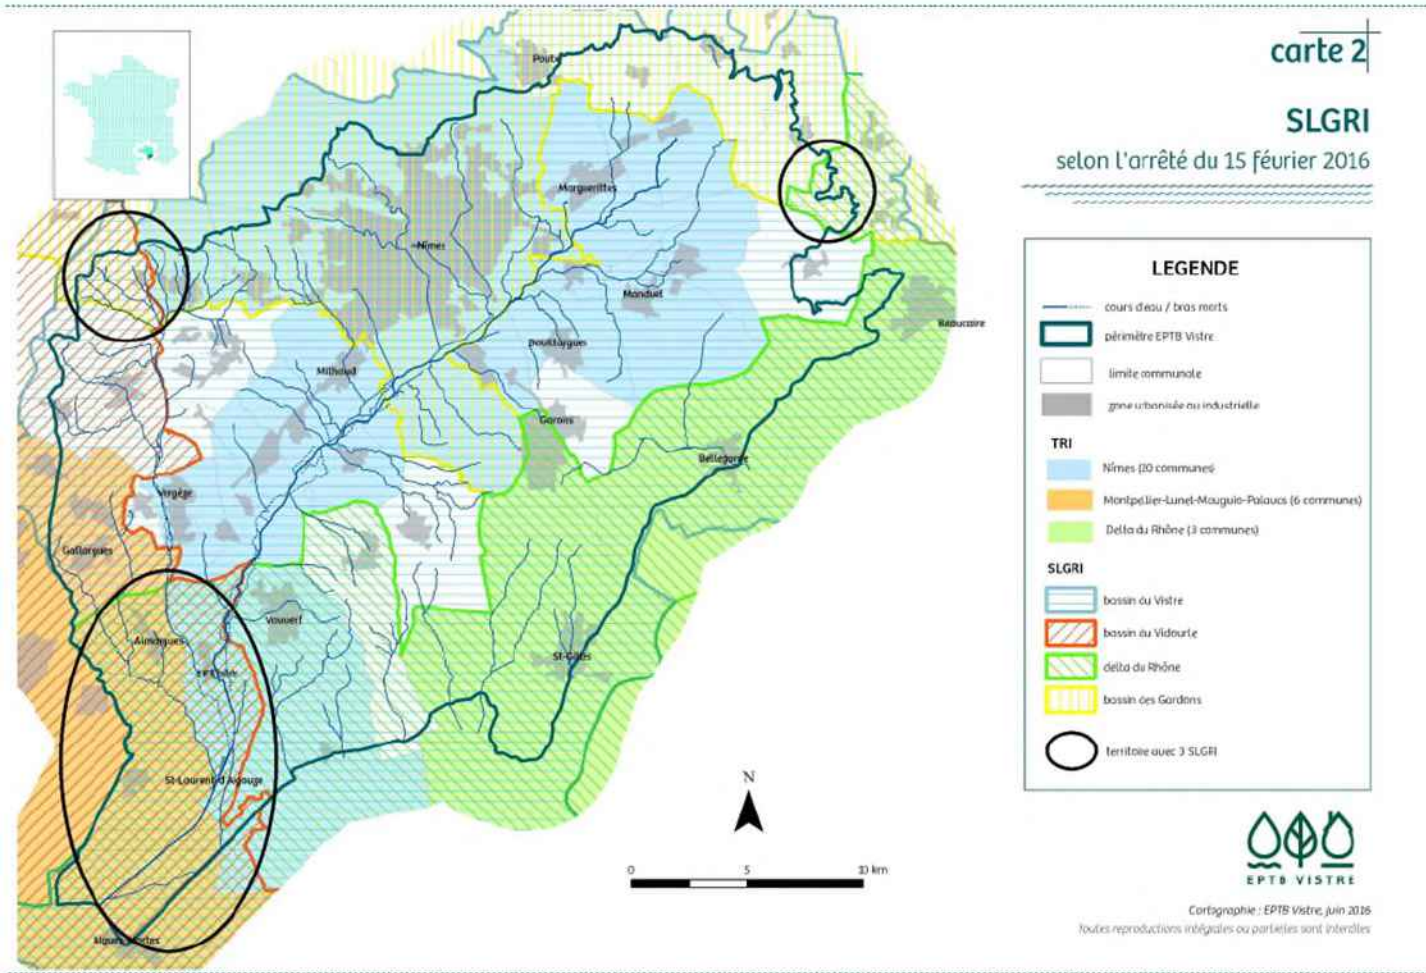 carte 2
SLGRI
selon l'arrêté du 15 février 2016
LEGENDE
cours d'eau / bras morts
périmètre EPTB Vistre
limite communale
zone urbanisée ou industrielle
TRI
Nîmes (20 communes)
Montpellier-Lunel-Mauguio-Palavas (6 communes)
Delta du Rhône (3 communes)
SLGRI
bassin du Vistre
bassin du Vidourle
delta du Rhône
bassin des Gardons
territoire avec 3 SLGRI
Poulx
Marguerittes
Nîmes
Manduel
Beaucaire
Bouillargues
Milhaud
Garons
Bellegarde
Vergèze
Gallargues
Vauvert
Aimargues
St-Gilles
St-Laurent-d'Aigouze
Aigues-Mortes
N
0 5 10 km
EPTB VISTRE
Cartographie : EPTB Vistre, juin 2016
Toutes reproductions intégrales ou partielles sont interdites